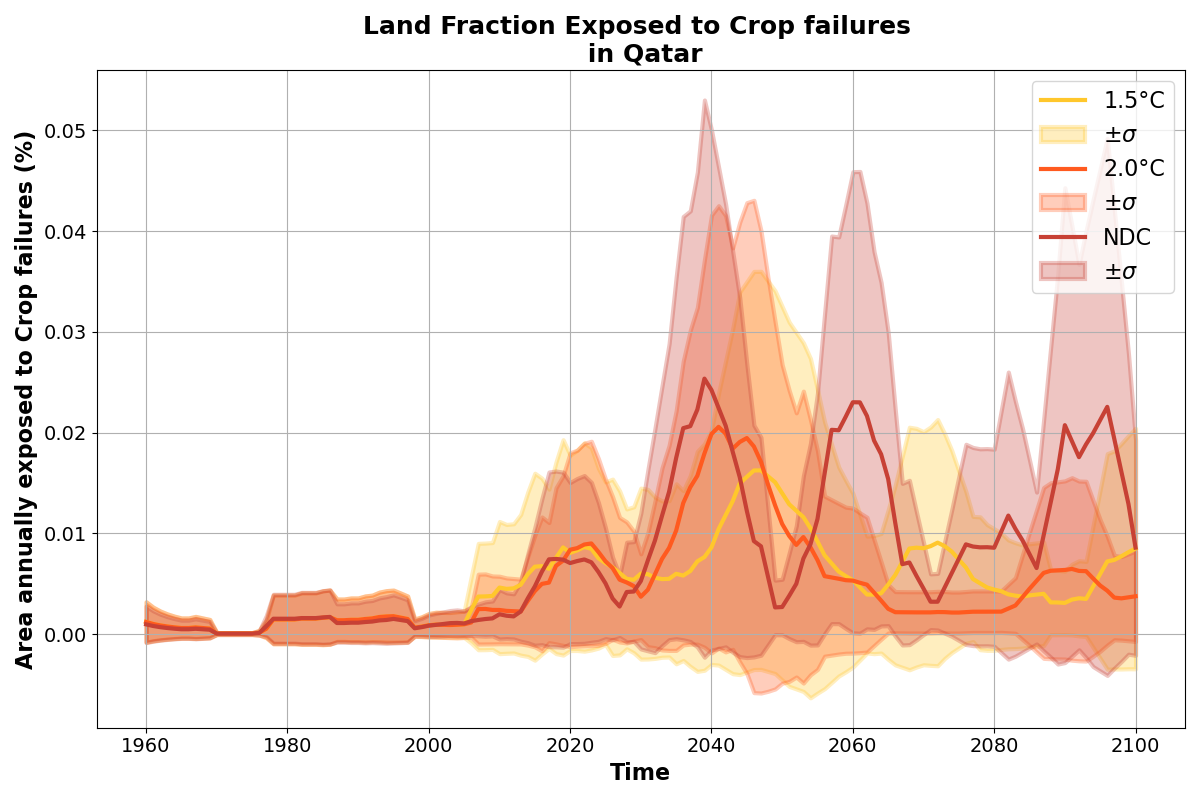 Land Fraction Exposed to Crop failures
in Qatar
Area annually exposed to Crop failures (%)
0.05
0.04
0.03
0.02
0.01
0.00
1.5°C
±σ
2.0°C
±σ
NDC
±σ
1960 1980 2000 2020 2040 2060 2080 2100
Time